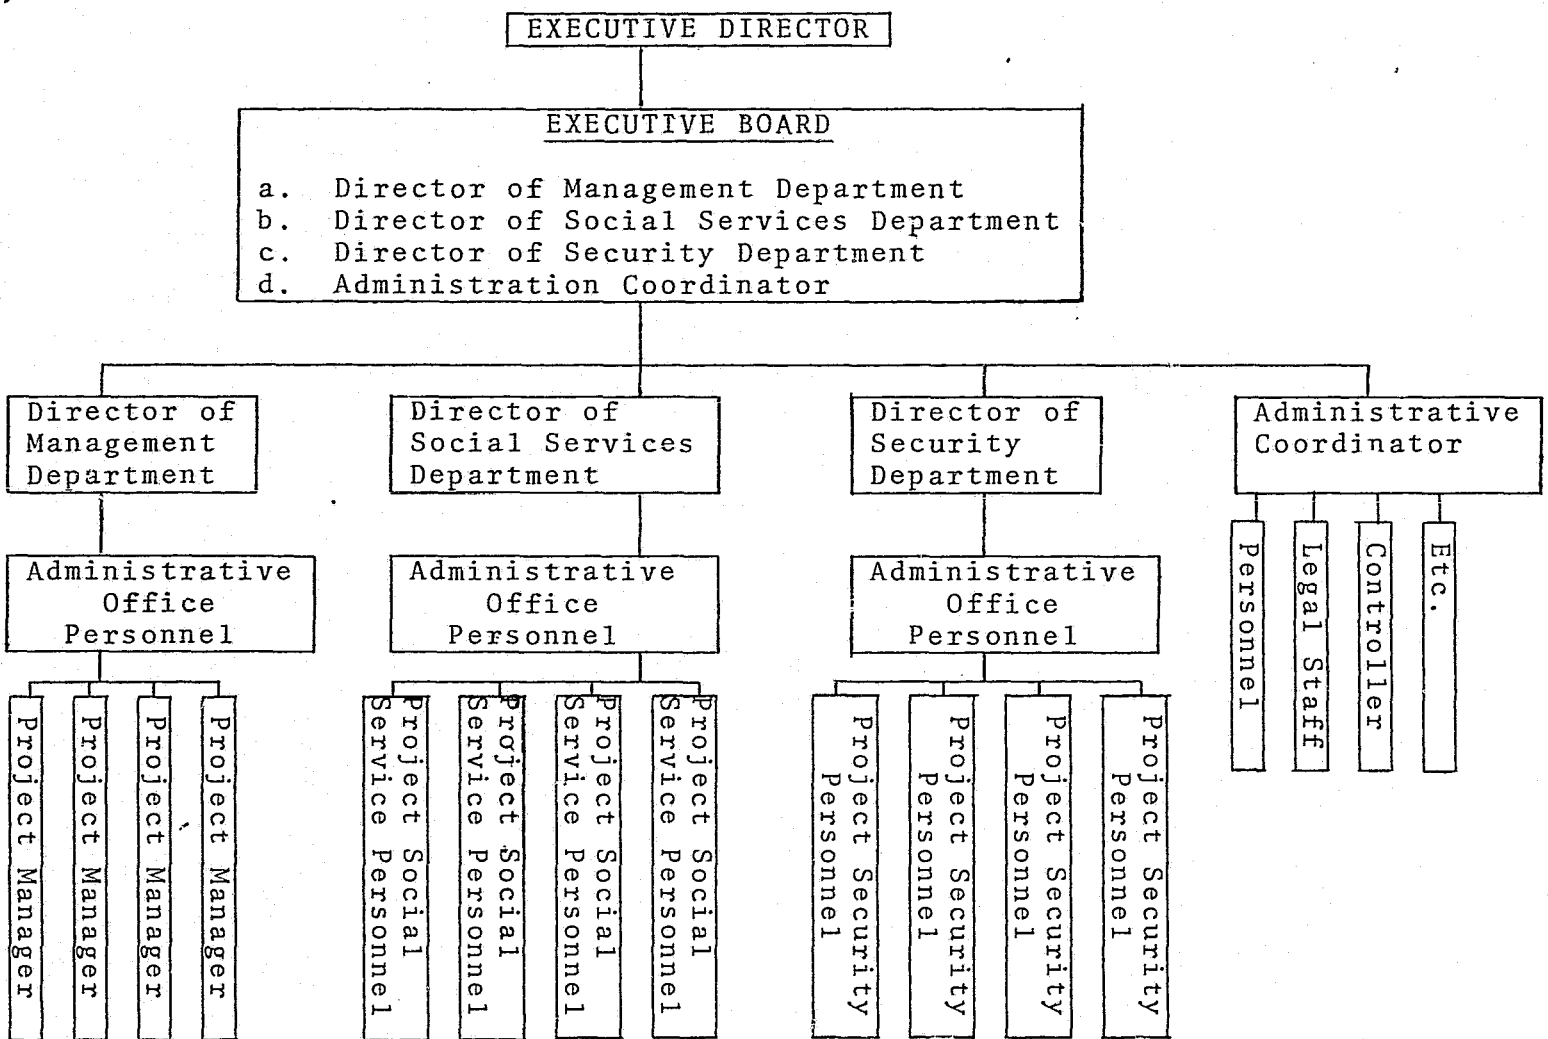 EXECUTIVE DIRECTOR
EXECUTIVE BOARD
a. Director of Management Department
b. Director of Social Services Department
c. Director of Security Department
d. Administration Coordinator
Director of
Management
Department
Director of
Social Services
Department
Director of
Security
Department
Administrative
Coordinator
Administrative
Office
Personnel
Administrative
Office
Personnel
Administrative
Office
Personnel
Personnel
Legal Staff
Controller
Etc.
Project Manager
Project Manager
Project Manager
Project Manager
Project Social
Service Personnel
Project Social
Service Personnel
Project Social
Service Personnel
Project Social
Service Personnel
Project Security
Personnel
Project Security
Personnel
Project Security
Personnel
Project Security
Personnel